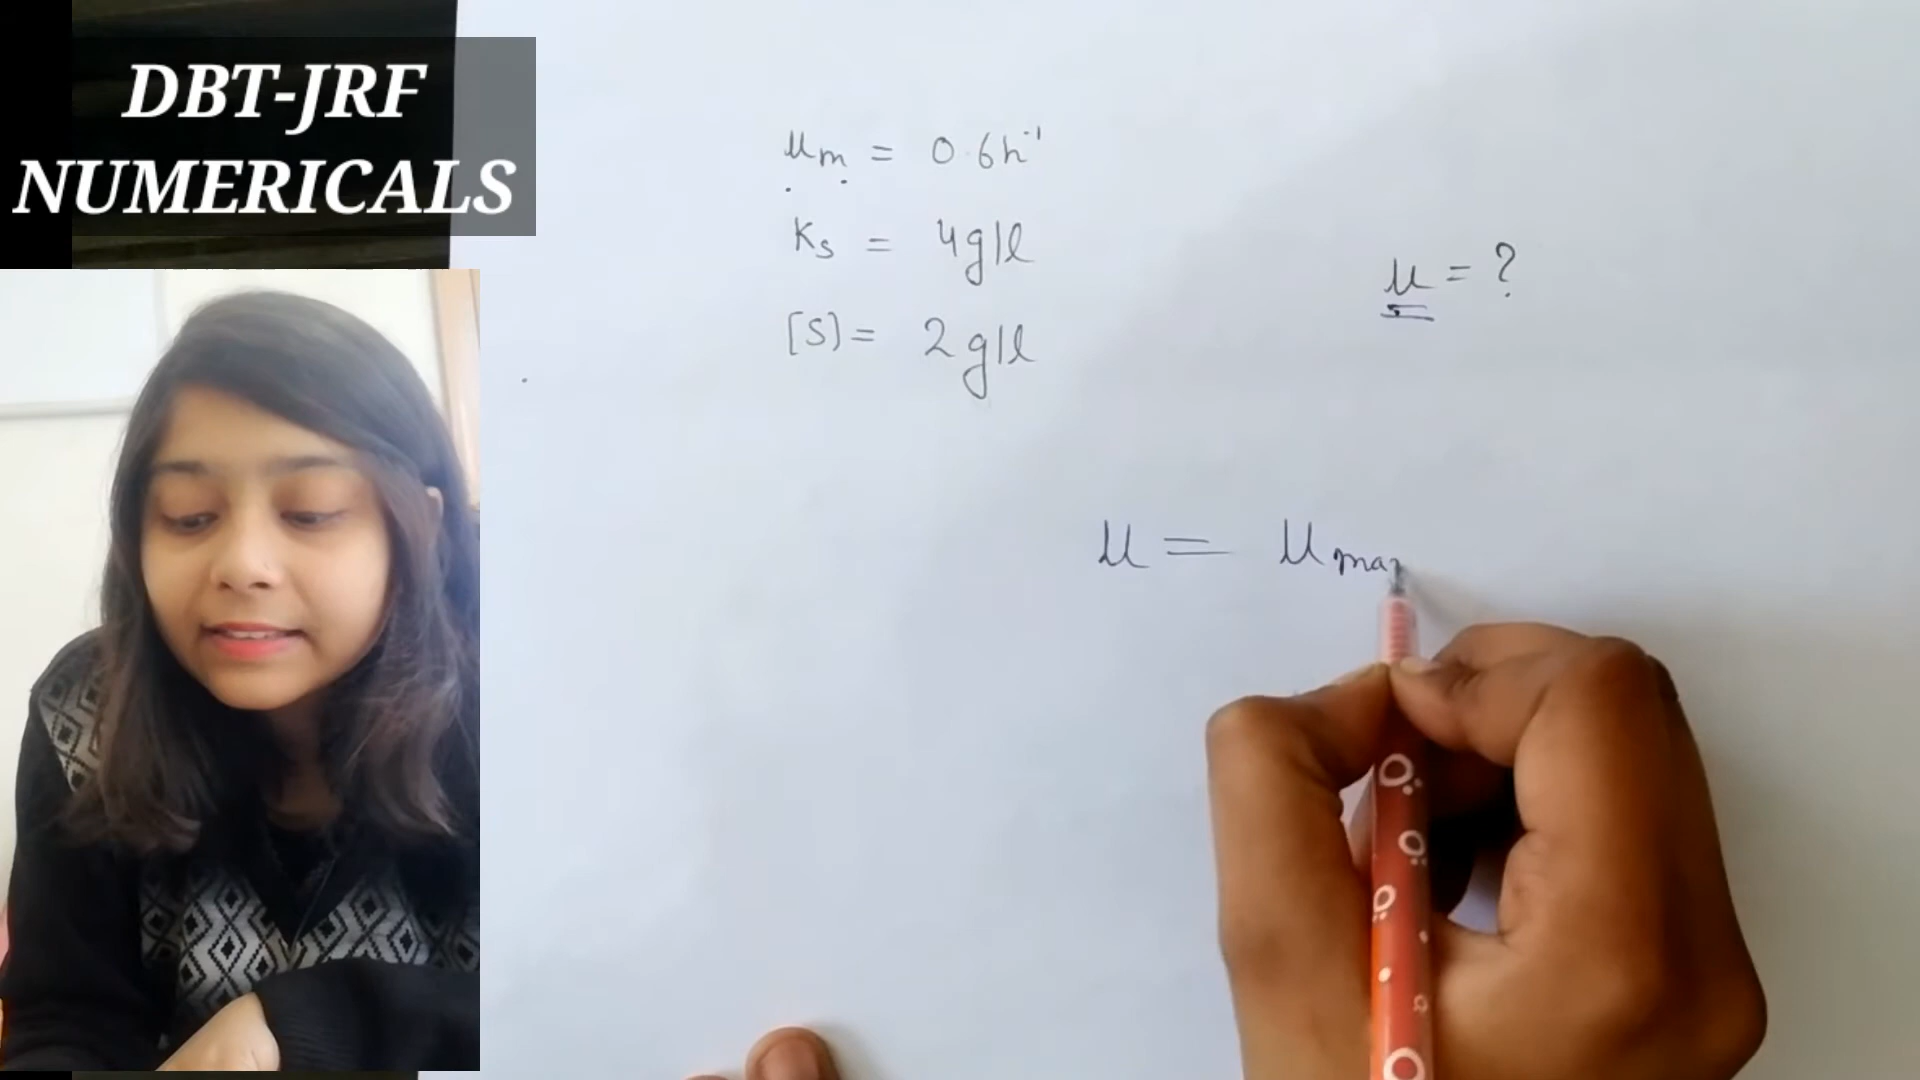 DBT-JRF
NUMERICALS
μm = 0.6h⁻¹
Ks = 4g|l
[S] = 2g|l
μ = ?
μ = μmax